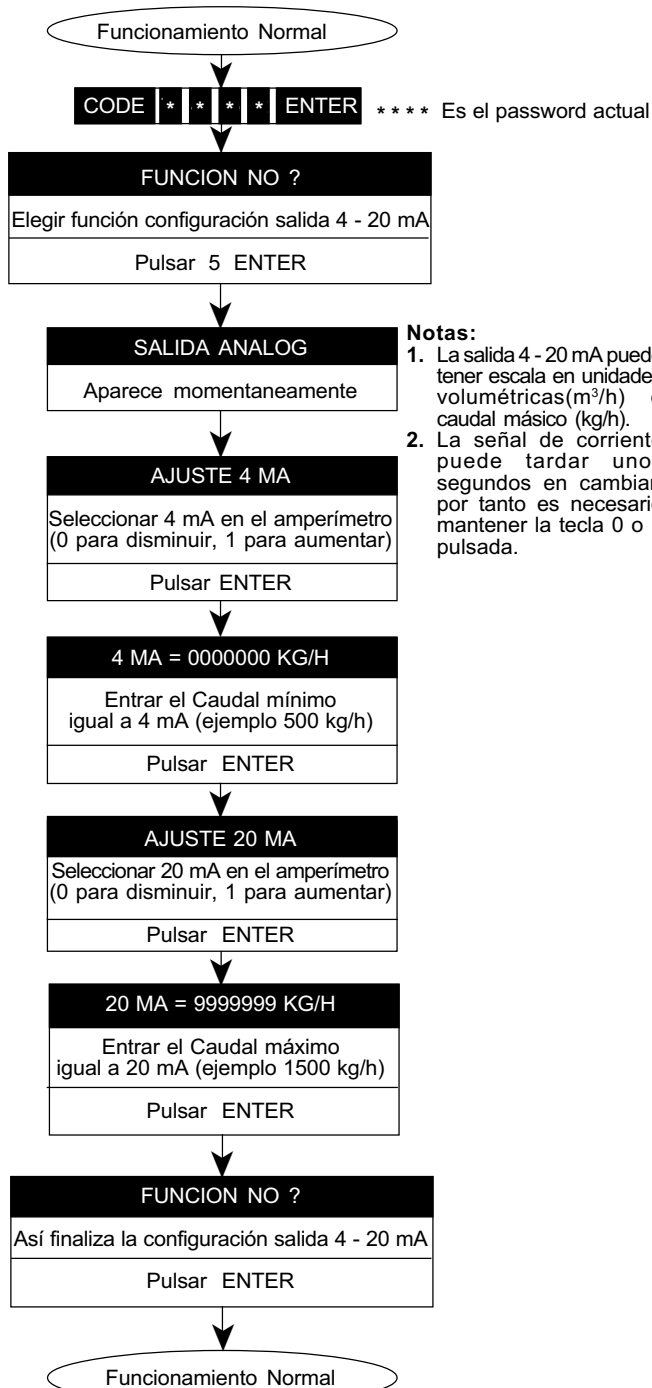 Funcionamiento Normal
CODE * * * * ENTER * * * * Es el password actual
FUNCION NO ?
Elegir función configuración salida 4 - 20 mA
Pulsar 5 ENTER
SALIDA ANALOG
Aparece momentaneamente
AJUSTE 4 MA
Seleccionar 4 mA en el amperímetro
(0 para disminuir, 1 para aumentar)
Pulsar ENTER
4 MA = 0000000 KG/H
Entrar el Caudal mínimo
igual a 4 mA (ejemplo 500 kg/h)
Pulsar ENTER
AJUSTE 20 MA
Seleccionar 20 mA en el amperímetro
(0 para disminuir, 1 para aumentar)
Pulsar ENTER
20 MA = 9999999 KG/H
Entrar el Caudal máximo
igual a 20 mA (ejemplo 1500 kg/h)
Pulsar ENTER
FUNCION NO ?
Así finaliza la configuración salida 4 - 20 mA
Pulsar ENTER
Funcionamiento Normal
Notas:
1. La salida 4 - 20 mA
tener escala en
volumétricas(m³/h)
caudal másico (kg/h).
2. La señal de
puede tardar
segundos en
por tanto es
mantener la tecla 0 o
pulsada.